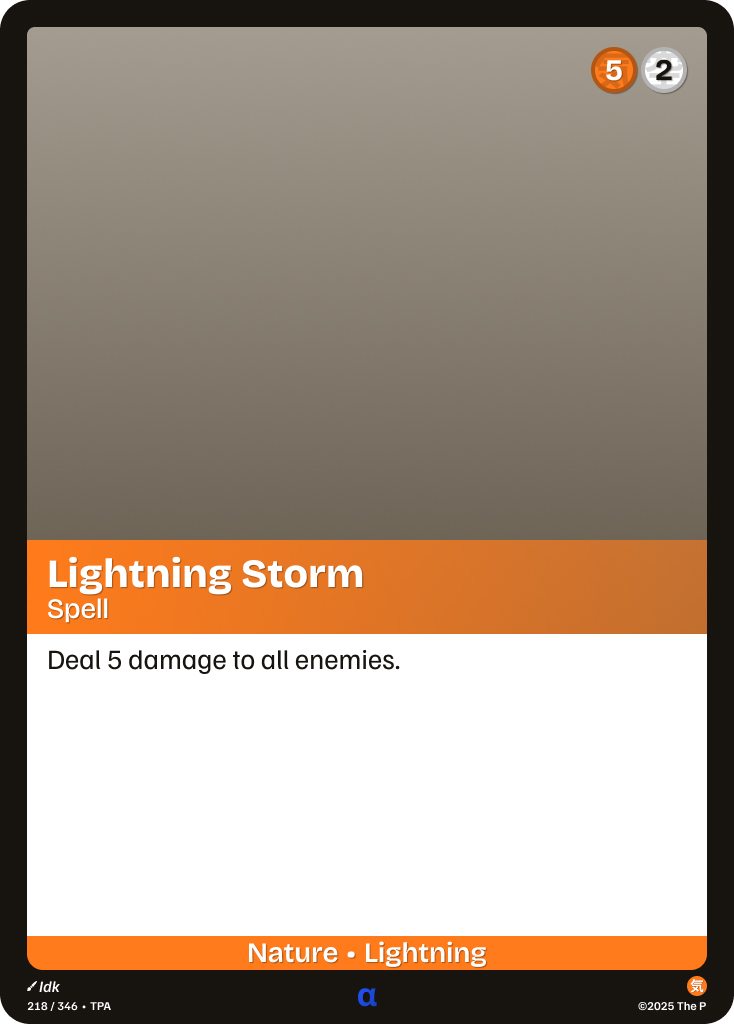 5 2
Lightning Storm
Spell
Deal 5 damage to all enemies.
Nature • Lightning
Idk
218 / 346 • TPA
α
気
©2025 The P